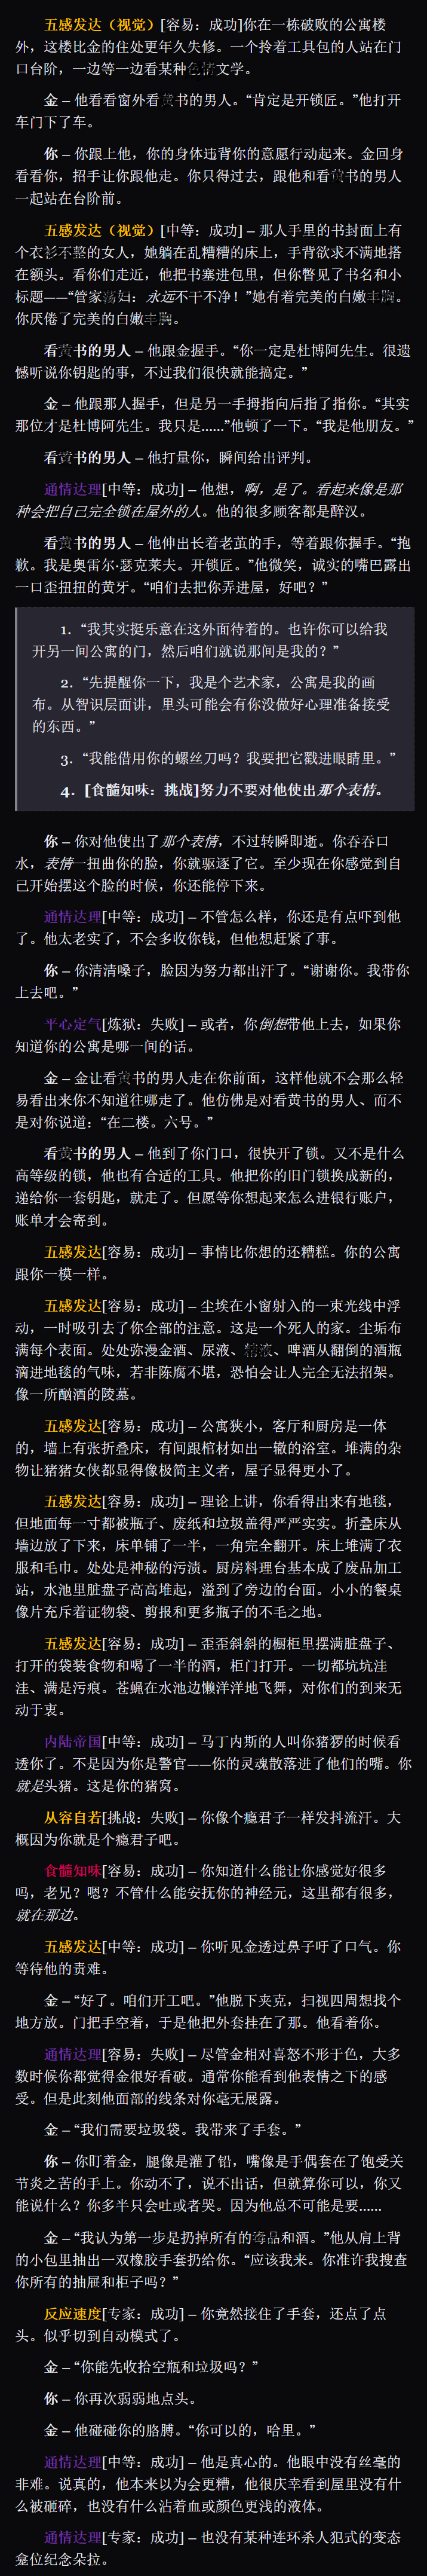 五感发达（视觉）[容易：成功]你在一栋破败的公寓楼
外，这楼比金的住处更年久失修。一个拎着工具包的人站在门
口台阶，一边等一边看某种色情文学。
金 – 他看看窗外看黄书的男人。“肯定是开锁匠。”他打开
车门下了车。
你 – 你跟上他，你的身体违背你的意愿行动起来。金回身
看看你，招手让你跟他走。你只得过去，跟他和看黄书的男人
一起站在台阶前。
五感发达（视觉）[中等：成功] – 那人手里的书封面上有
个衣衫不整的女人，她躺在乱糟糟的床上，手背欲求不满地搭
在额头。看你们走近，他把书塞进包里，但你瞥见了书名和小
标题——“管家荡妇：永远不干不净！”她有着完美的白嫩丰胸。
你厌倦了完美的白嫩丰胸。
看黄书的男人 – 他跟金握手。“你一定是杜博阿先生。很遗
憾听说你钥匙的事，不过我们很快就能搞定。”
金 – 他跟那人握手，但是另一手拇指向后指了指你。“其实
那位才是杜博阿先生。我只是……”他顿了一下。“我是他朋友。”
看黄书的男人 – 他打量你，瞬间给出评判。
通情达理[中等：成功] – 他想，啊，是了。看起来像是那
种会把自己完全锁在屋外的人。他的很多顾客都是醉汉。
看黄书的男人 – 他伸出长着老茧的手，等着跟你握手。“抱
歉。我是奥雷尔·瑟克莱夫。开锁匠。”他微笑，诚实的嘴巴露出
一口歪扭扭的黄牙。“咱们去把你弄进屋，好吧？”
1. “我其实挺乐意在这外面待着的。也许你可以给我
开另一间公寓的门，然后咱们就说那间是我的？”
2. “先提醒你一下，我是个艺术家，公寓是我的画
布。从智识层面讲，里头可能会有你没做好心理准备接受
的东西。”
3. “我能借用你的螺丝刀吗？我要把它戳进眼睛里。”
4. [食髓知味：挑战]努力不要对他使出那个表情。
你 – 你对他使出了那个表情，不过转瞬即逝。你吞吞口
水，表情一扭曲你的脸，你就驱逐了它。至少现在你感觉到自
己开始摆这个脸的时候，你还能停下来。
通情达理[中等：成功] – 不管怎么样，你还是有点吓到他
了。他太老实了，不会多收你钱，但他想赶紧了事。
你 – 你清清嗓子，脸因为努力都出汗了。“谢谢你。我带你
上去吧。”
平心定气[炼狱：失败] – 或者，你倒想带他上去，如果你
知道你的公寓是哪一间的话。
金 – 金让看黄书的男人走在你前面，这样他就不会那么轻
易看出来你不知道往哪走了。他仿佛是对看黄书的男人、而不
是对你说道：“在二楼。六号。”
看黄书的男人 – 他到了你门口，很快开了锁。又不是什么
高等级的锁，他也有合适的工具。他把你的旧门锁换成新的，
递给你一套钥匙，就走了。但愿等你想起来怎么进银行账户，
账单才会寄到。
五感发达[容易：成功] – 事情比你想的还糟糕。你的公寓
跟你一模一样。
五感发达[容易：成功] – 尘埃在小窗射入的一束光线中浮
动，一时吸引去了你全部的注意。这是一个死人的家。尘垢布
满每个表面。处处弥漫金酒、尿液、精液、啤酒从翻倒的酒瓶
滴进地毯的气味，若非陈腐不堪，恐怕会让人完全无法招架。
像一所酗酒的陵墓。
五感发达[容易：成功] – 公寓狭小，客厅和厨房是一体
的，墙上有张折叠床，有间跟棺材如出一辙的浴室。堆满的杂
物让猪猪女侠都显得像极简主义者，屋子显得更小了。
五感发达[容易：成功] – 理论上讲，你看得出来有地毯，
但地面每一寸都被瓶子、废纸和垃圾盖得严严实实。折叠床从
墙边放了下来，床单铺了一半，一角完全翻开。床上堆满了衣
服和毛巾。处处是神秘的污渍。厨房料理台基本成了废品加工
站，水池里脏盘子高高堆起，溢到了旁边的台面。小小的餐桌
像片充斥着证物袋、剪报和更多瓶子的不毛之地。
五感发达[容易：成功] – 歪歪斜斜的橱柜里摆满脏盘子、
打开的袋装食物和喝了一半的酒，柜门打开。一切都坑坑洼
洼、满是污痕。苍蝇在水池边懒洋洋地飞舞，对你们的到来无
动于衷。
内陆帝国[中等：成功] – 马丁内斯的人叫你猪猡的时候看
透你了。不是因为你是警官——你的灵魂散落进了他们的嘴。你
就是头猪。这是你的猪窝。
从容自若[挑战：失败] – 你像个瘾君子一样发抖流汗。大
概因为你就是个瘾君子吧。
食髓知味[容易：成功] – 你知道什么能让你感觉好很多
吗，老兄？嗯？不管什么能安抚你的神经元，这里都有很多，
就在那边。
五感发达[中等：成功] – 你听见金透过鼻子吁了口气。你
等待他的责难。
金 – “好了。咱们开工吧。”他脱下夹克，扫视四周想找个
地方放。门把手空着，于是他把外套挂在了那。他看着你。
通情达理[容易：失败] – 尽管金相对喜怒不形于色，大多
数时候你都觉得金很好看破。通常你能看到他表情之下的感
受。但是此刻他面部的线条对你毫无展露。
金 – “我们需要垃圾袋。我带来了手套。”
你 – 你盯着金，腿像是灌了铅，嘴像是手偶套在了饱受关
节炎之苦的手上。你动不了，说不出话，但就算你可以，你又
能说什么？你多半只会吐或者哭。因为他总不可能是要……
金 – “我认为第一步是扔掉所有的毒品和酒。”他从肩上背
的小包里抽出一双橡胶手套扔给你。“应该我来。你准许我搜查
你所有的抽屉和柜子吗？”
反应速度[专家：成功] – 你竟然接住了手套，还点了点
头。似乎切到自动模式了。
金 – “你能先收拾空瓶和垃圾吗？”
你 – 你再次弱弱地点头。
金 – 他碰碰你的胳膊。“你可以的，哈里。”
通情达理[中等：成功] – 他是真心的。他眼中没有丝毫的
非难。说真的，他本来以为会更糟，他很庆幸看到屋里没有什
么被砸碎，也没有什么沾着血或颜色更浅的液体。
通情达理[专家：成功] – 也没有某种连环杀人犯式的变态
龛位纪念朵拉。